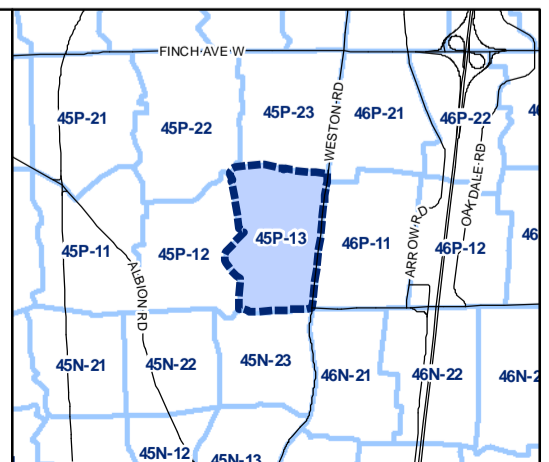 FINCH AVE W
45P-21
45P-22
45P-23
WESTON RD
46P-21
46P-22
45P-11
45P-12
45P-13
46P-11
ARROW RD
OAKDALE RD
46P-12
ALBION RD
45N-21
45N-22
45N-23
46N-21
46N-22
46N-2
45N-12
45N-13